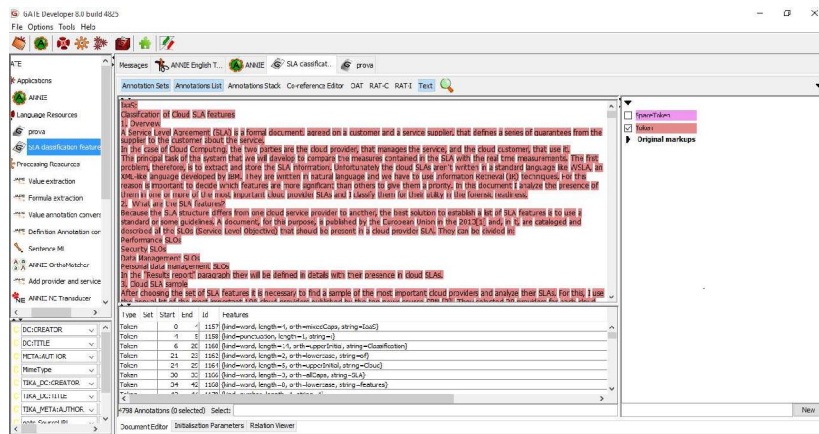 GATE Developer 8.0 build 4825
File Options Tools Help
Messages ANNIE English T... ANNIE SLA classificat... prova
Annotation Sets Annotations List Annotations Stack Co-reference Editor OAT RAT-C RAT-I Text
ATE
Applications
ANNIE
Language Resources
prova
SLA classification feature
Processing Resources
Value extraction
Formula extraction
Value annotation convers
Definition Annotation cor
Sentence ML
ANNIE OrthoMatcher
Add provider and service
ANNIE NE Transducer
DC:CREATOR
DC:TITLE
META:AUTHOR
MimeType
TIKA_DC:CREATOR
TIKA_DC:TITLE
TIKA_META:AUTHOR
IaaS:
Classification of Cloud SLA features
1. Overview
A Service Level Agreement (SLA) is a formal document, agreed on a customer and a service supplier, that defines a series of guarantees from the
supplier to the customer about the service.
In the case of Cloud Computing, the two parties are the cloud provider, that manages the service, and the cloud customer, that use it.
The principal task of the system that we will develop to compare the measures contained in the SLA with the real time measurements. The first
problem, therefore, is to extract and store the SLA information. Unfortunately the cloud SLAs aren't written in a standard language like WSLA, an
XML-like language developed by IBM. They are written in natural language and we have to use Information Retrieval (IR) techniques. For this
reason is important to decide which features are more significant than others to give them a priority. In this document I analyze the presence of
them in one or more of the most important cloud provider SLAs and I classify them for their utility in the forensic readiness.
2. What are the SLA features?
Because the SLA structure differs from one cloud service provider to another, the best solution to establish a list of SLA features is to use a
standard or some guidelines. A document, for this purpose, is published by the European Union in the 2013[1] and, in it, are cataloged and
described all the SLOs (Service Level Objective) that should be present in a cloud provider SLA. They can be divided in:
Performance SLOs
Security SLOs
Data Management SLOs
Personal data management SLOs
In the "Results report" paragraph they will be defined in details with their presence in cloud SLAs.
3. Cloud SLA sample
After choosing the set of SLA features it is necessary to find a sample of the most important cloud providers and analyze their SLAs. For this, I use
SpaceToken
Token
Original markups
Type Set Start End Id Features
Token 0 4 1157 {kind=word, length=4, orth=mixedCaps, string=IaaS}
Token 4 5 1158 {kind=punctuation, length=1, string=:}
Token 6 20 1160 {kind=word, length=14, orth=upperInitial, string=Classification}
Token 21 23 1162 {kind=word, length=2, orth=lowercase, string=of}
Token 24 29 1164 {kind=word, length=5, orth=upperInitial, string=Cloud}
Token 30 33 1166 {kind=word, length=3, orth=allCaps, string=SLA}
Token 34 42 1168 {kind=word, length=8, orth=lowercase, string=features}
4798 Annotations (0 selected) Select:
New
Document Editor Initialisation Parameters Relation Viewer